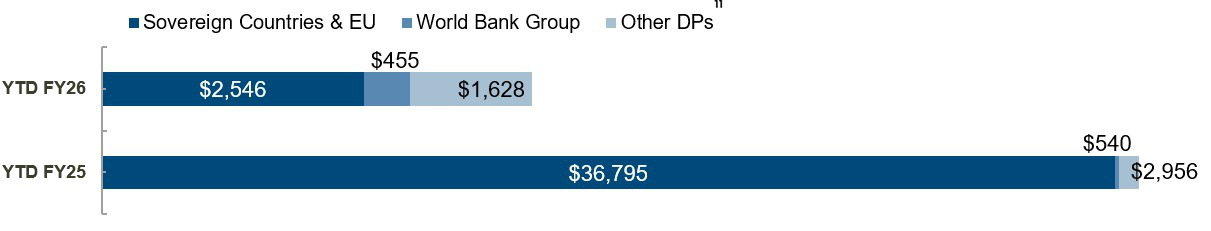 Sovereign Countries & EU World Bank Group Other DPs¹¹
$455
YTD FY26 $2,546 $1,628
$540
YTD FY25 $36,795 $2,956